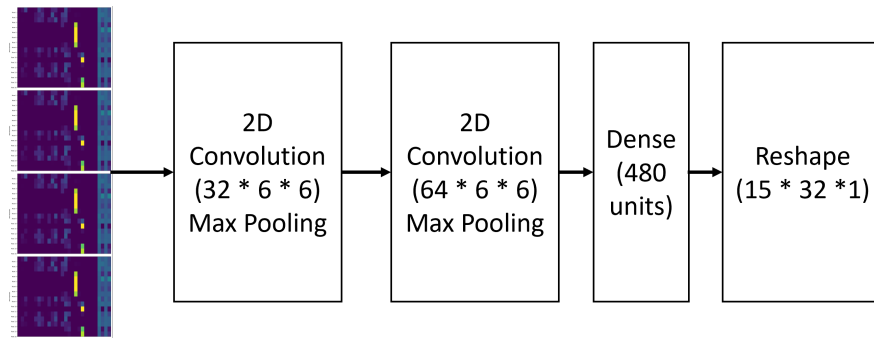 2D
Convolution
(32 * 6 * 6)
Max Pooling
2D
Convolution
(64 * 6 * 6)
Max Pooling
Dense
(480
units)
Reshape
(15 * 32 *1)